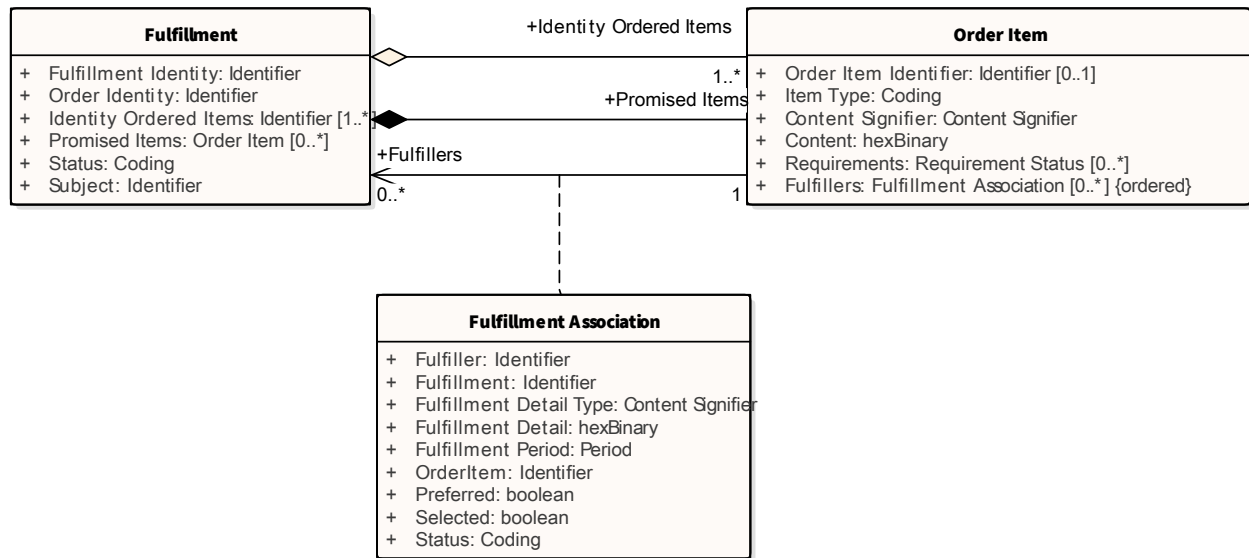 Fulfillment
+ Fulfillment Identity: Identifier
+ Order Identity: Identifier
+ Identity Ordered Items: Identifier [1..*]
+ Promised Items: Order Item [0..*]
+ Status: Coding
+ Subject: Identifier
+Identity Ordered Items
1..*
+Promised Items
+Fulfillers
0..*
1
Order Item
+ Order Item Identifier: Identifier [0..1]
+ Item Type: Coding
+ Content Signifier: Content Signifier
+ Content: hexBinary
+ Requirements: Requirement Status [0..*]
+ Fulfillers: Fulfillment Association [0..*] {ordered}
Fulfillment Association
+ Fulfiller: Identifier
+ Fulfillment: Identifier
+ Fulfillment Detail Type: Content Signifier
+ Fulfillment Detail: hexBinary
+ Fulfillment Period: Period
+ OrderItem: Identifier
+ Preferred: boolean
+ Selected: boolean
+ Status: Coding